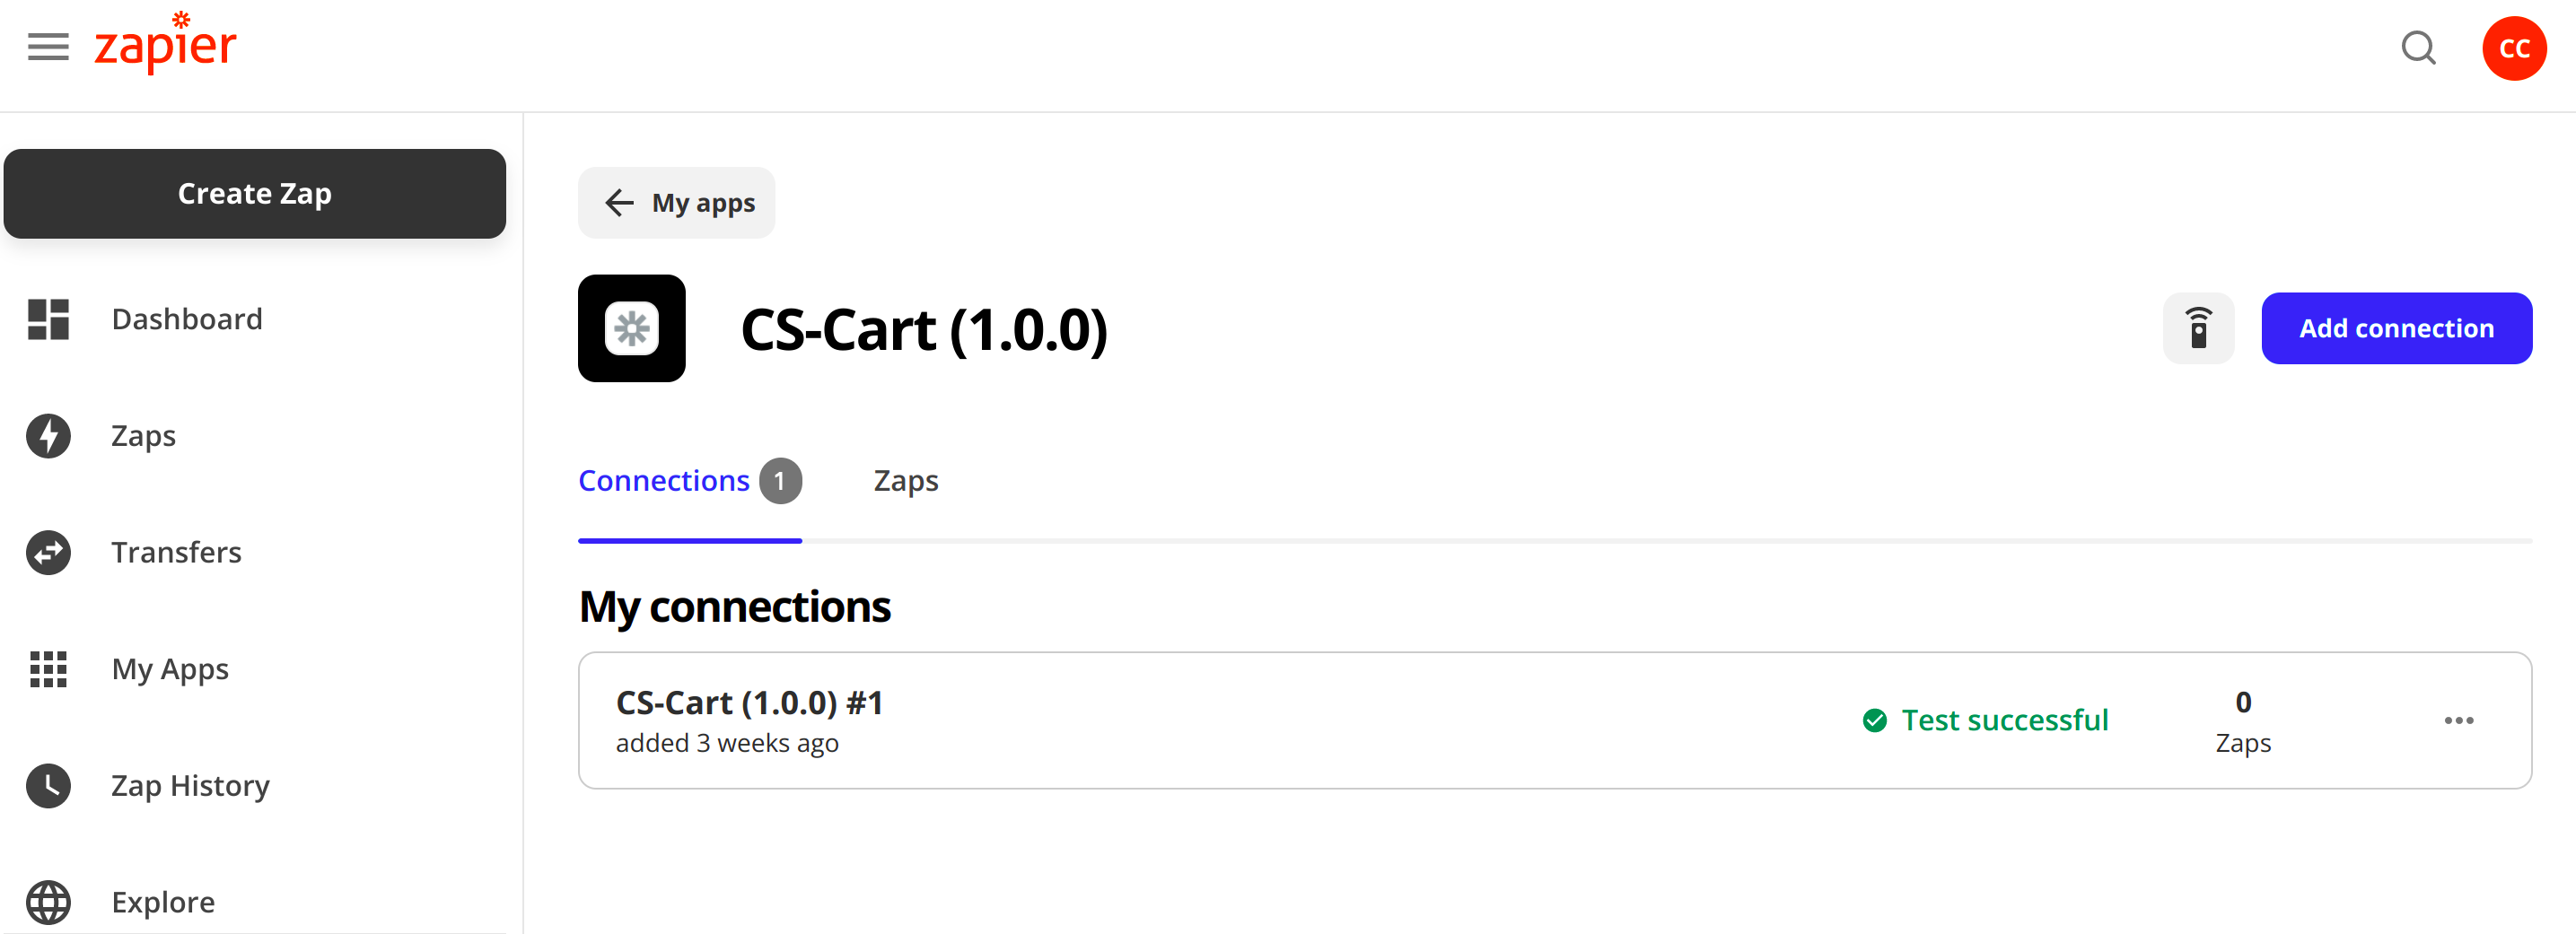 zapier
CC
Create Zap
Dashboard
Zaps
Transfers
My Apps
Zap History
Explore
My apps
CS-Cart (1.0.0)
Add connection
Connections 1
Zaps
My connections
CS-Cart (1.0.0) #1
added 3 weeks ago
Test successful
0
Zaps